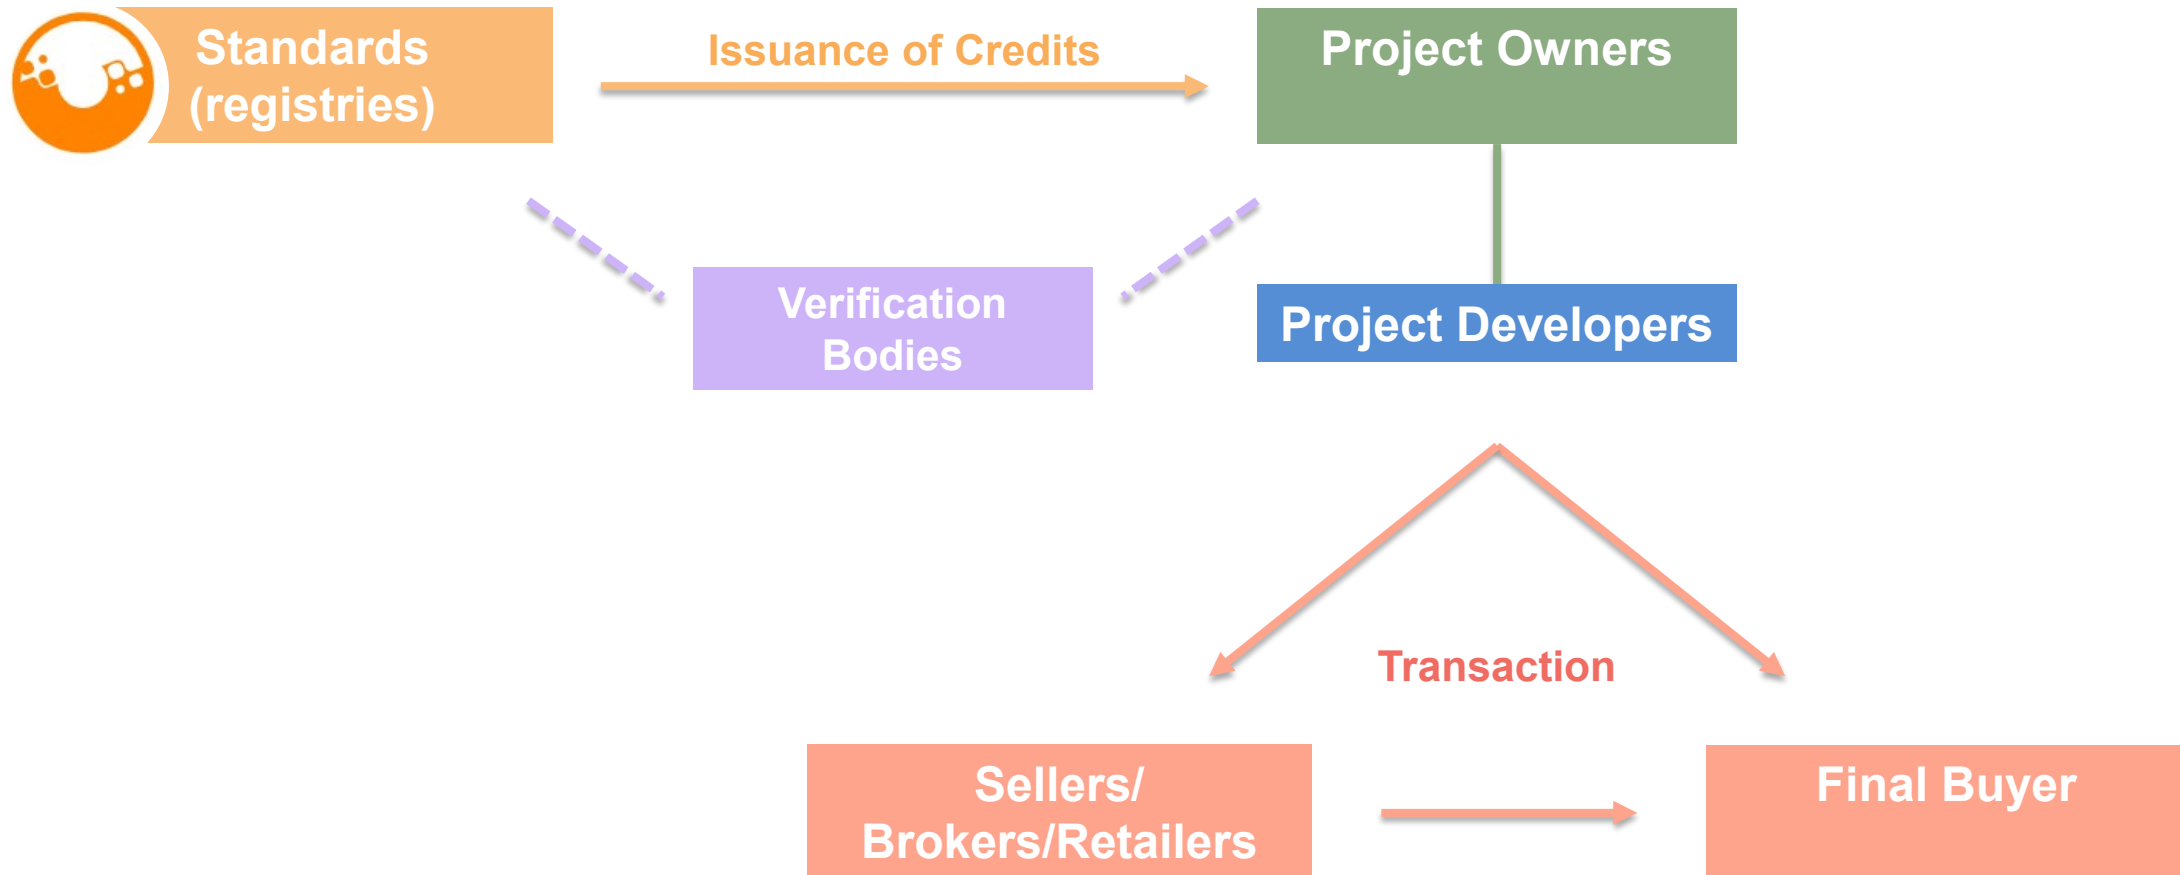 Standards
(registries)
Issuance of Credits
Project Owners
Verification
Bodies
Project Developers
Transaction
Sellers/
Brokers/Retailers
Final Buyer